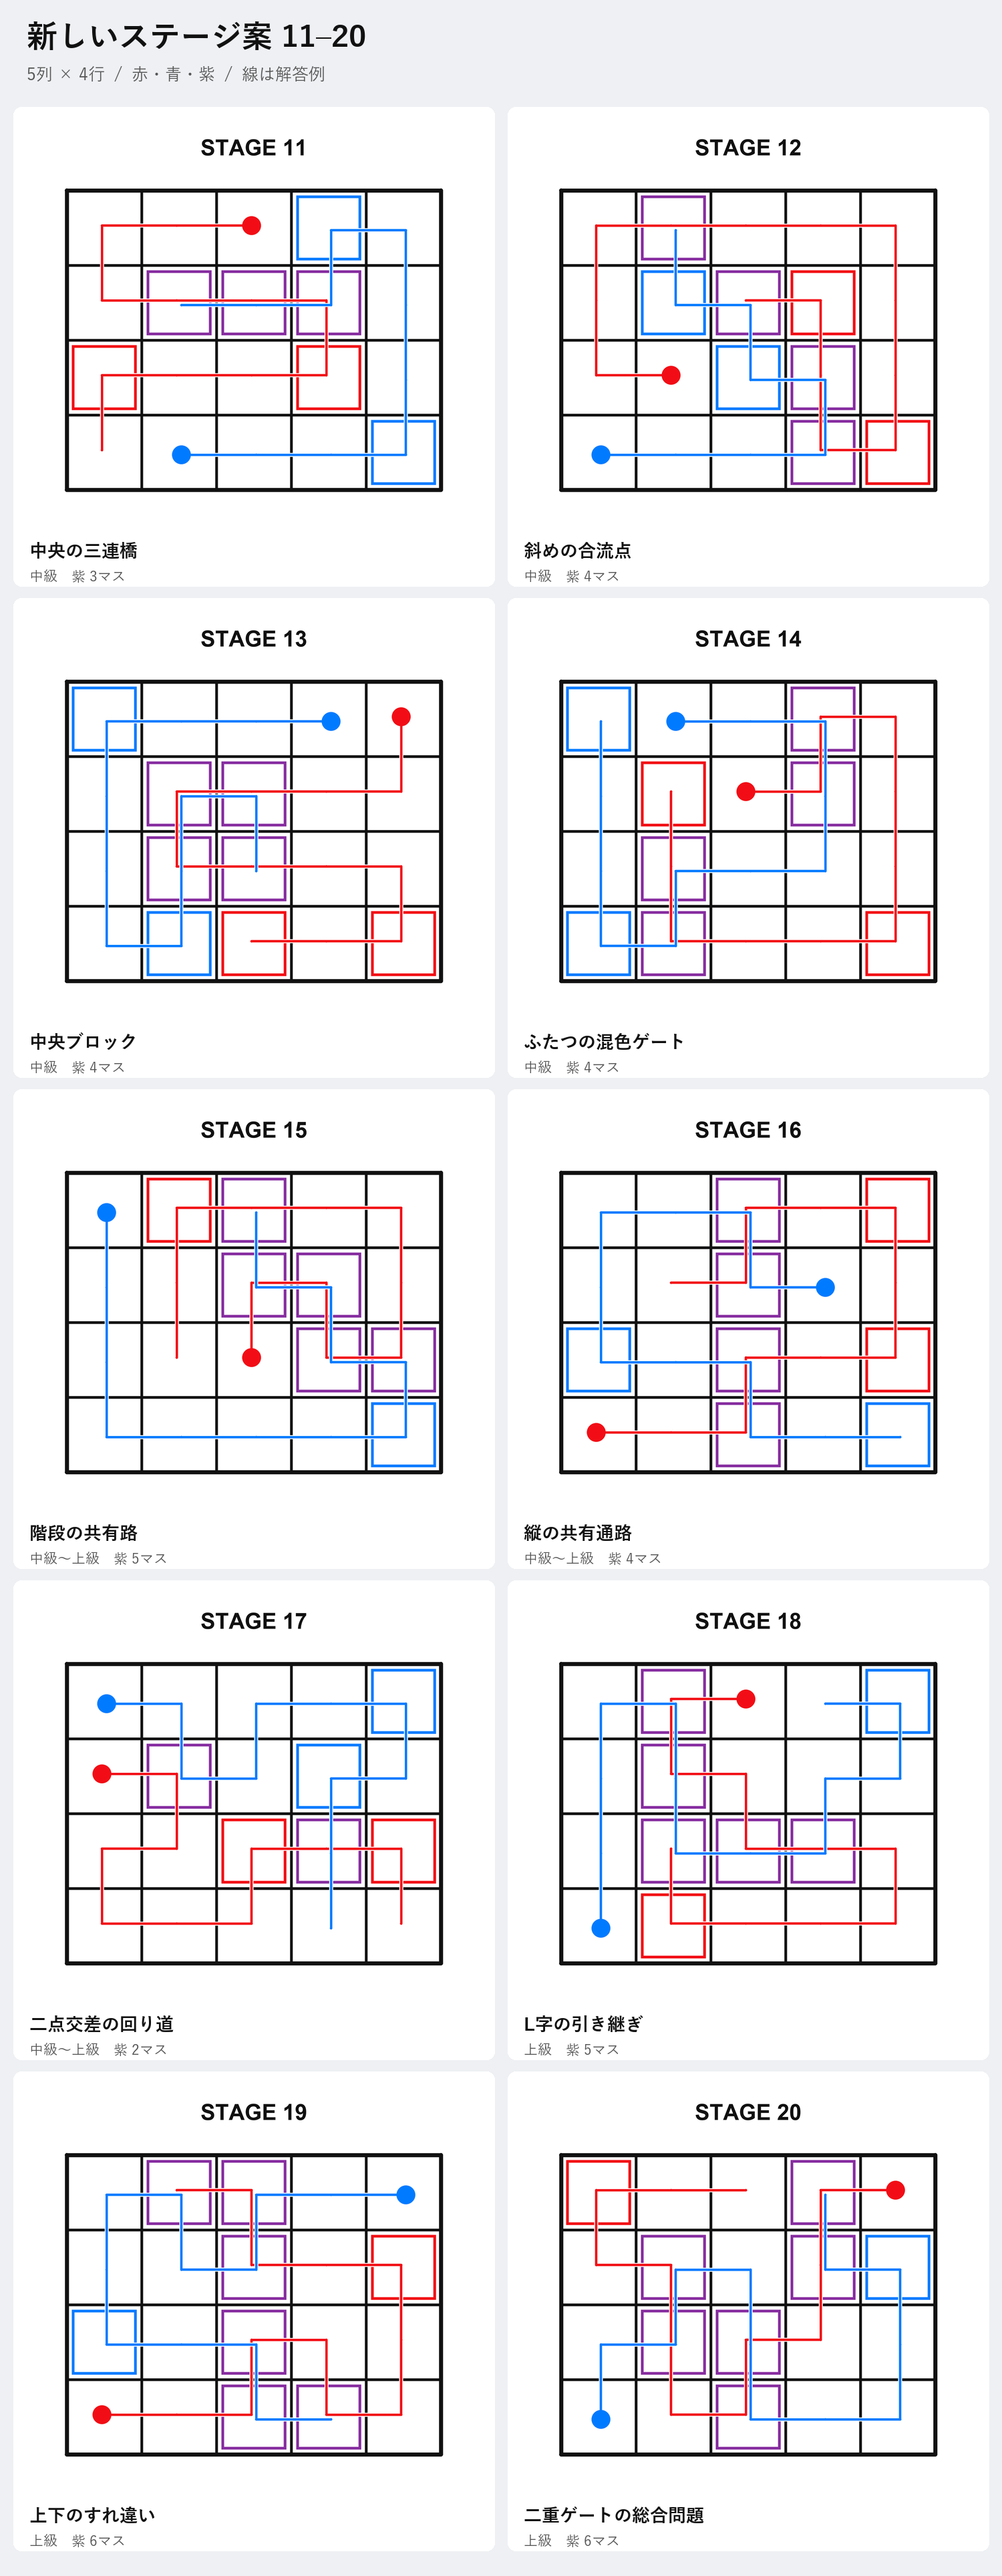 新しいステージ案 11–20
5列 × 4行 / 赤・青・紫 / 線は解答例
STAGE 11
中央の三連橋
中級 紫 3マス
STAGE 12
斜めの合流点
中級 紫 4マス
STAGE 13
中央ブロック
中級 紫 4マス
STAGE 14
ふたつの混色ゲート
中級 紫 4マス
STAGE 15
階段の共有路
中級〜上級 紫 5マス
STAGE 16
縦の共有通路
中級〜上級 紫 4マス
STAGE 17
二点交差の回り道
中級〜上級 紫 2マス
STAGE 18
L字の引き継ぎ
上級 紫 5マス
STAGE 19
上下のすれ違い
上級 紫 6マス
STAGE 20
二重ゲートの総合問題
上級 紫 6マス